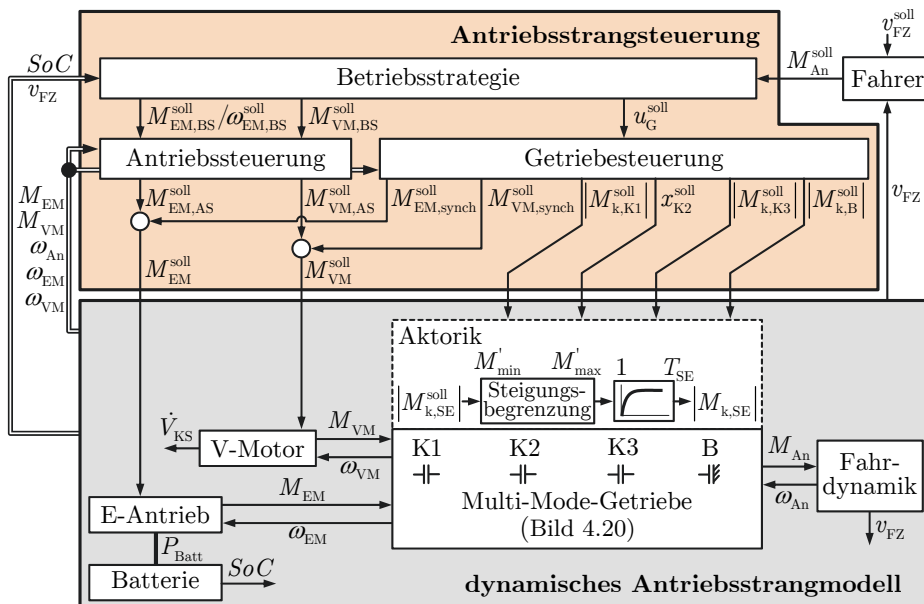 Antriebsstrangsteuerung
v_FZ^soll
SoC
v_FZ
Betriebsstrategie
M_An^soll
Fahrer
M_EM,BS^soll/ω_EM,BS^soll
M_VM,BS^soll
u_G^soll
Antriebssteuerung
Getriebesteuerung
M_EM
M_VM
ω_An
ω_EM
ω_VM
M_EM,AS^soll
M_VM,AS^soll
M_EM,synch^soll
M_VM,synch^soll
|M_k,K1^soll|
x_K2^soll
|M_k,K3^soll|
|M_k,B^soll|
v_FZ
M_EM^soll
M_VM^soll
Aktorik
M'_min
M'_max
1
T_SE
|M_k,SE^soll|
Steigungs-
begrenzung
|M_k,SE|
V̇_KS
V-Motor
M_VM
ω_VM
K1
K2
K3
B
M_An
ω_An
Fahr-
dynamik
v_FZ
E-Antrieb
M_EM
ω_EM
Multi-Mode-Getriebe
(Bild 4.20)
P_Batt
Batterie
SoC
dynamisches Antriebsstrangmodell